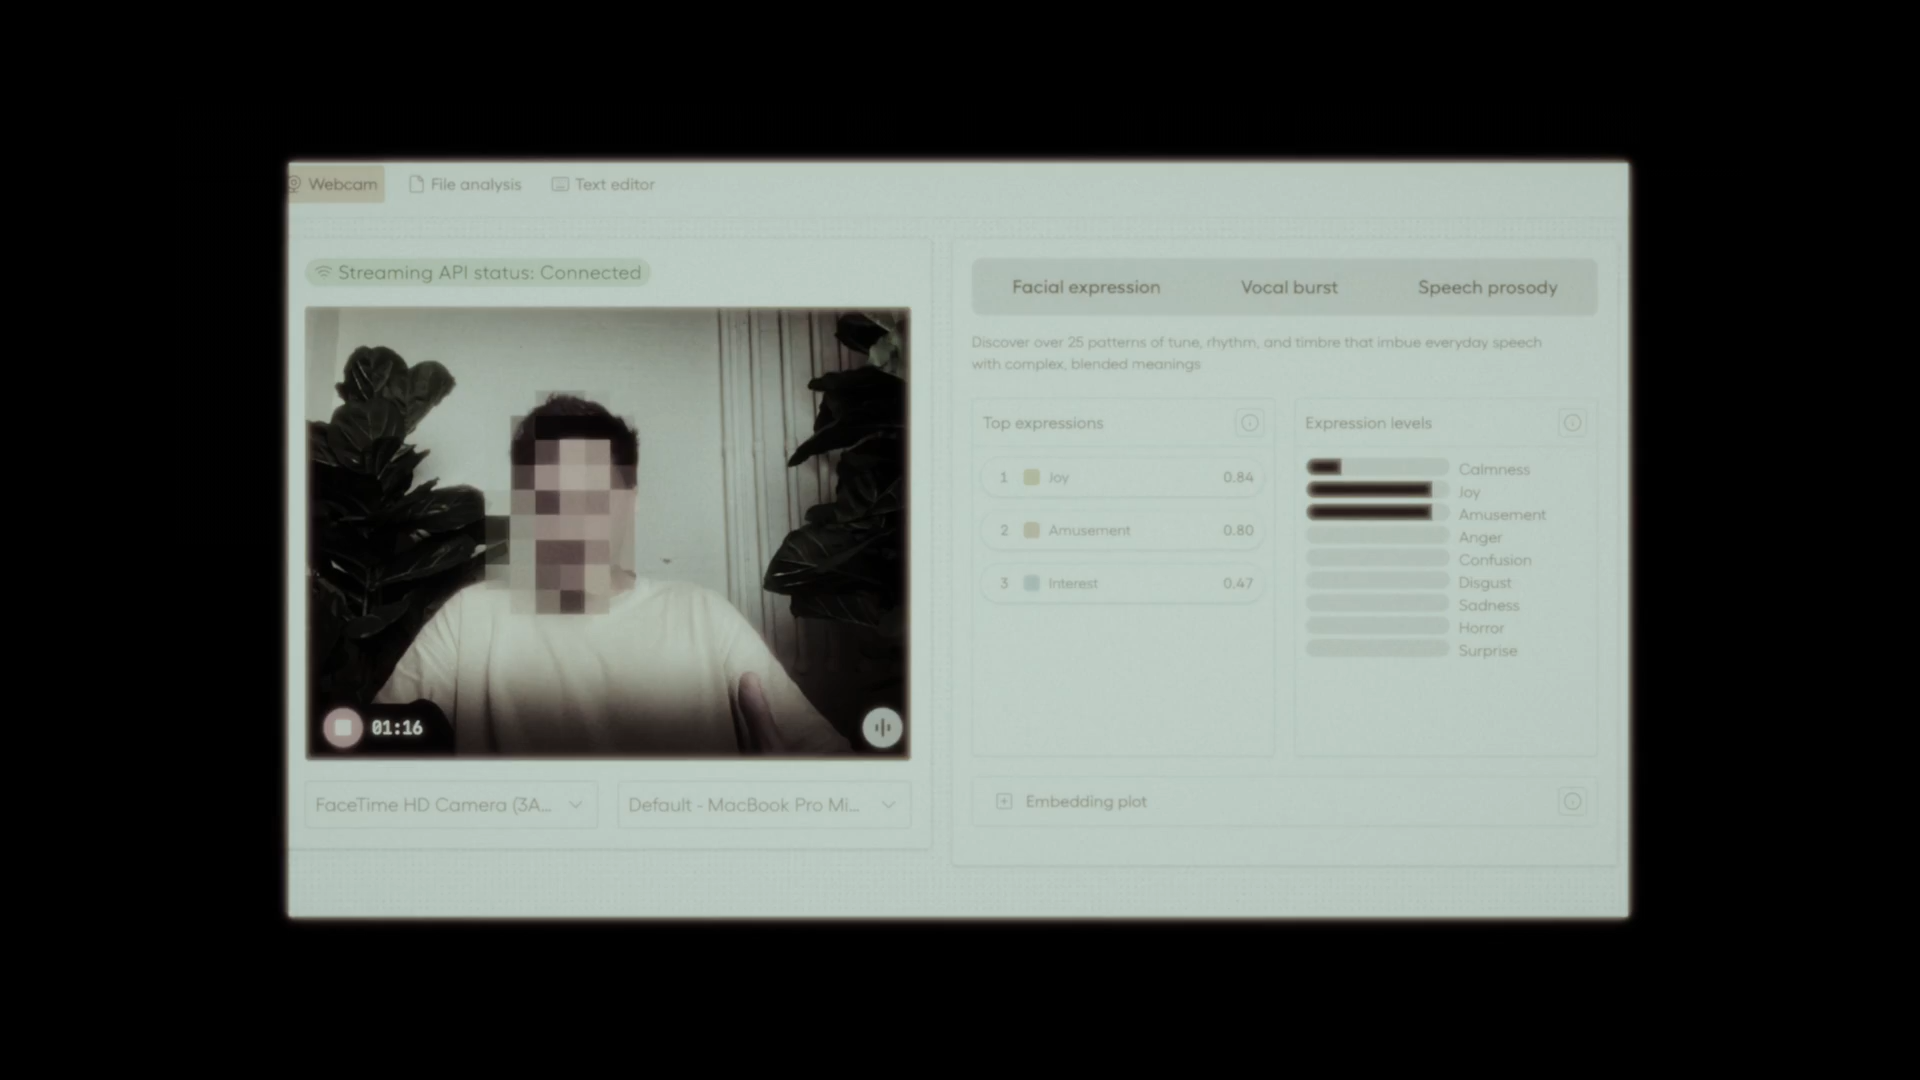 Webcam File analysis Text editor
Streaming API status: Connected
01:16
FaceTime HD Camera (3A...
Default - MacBook Pro Mi...
Facial expression Vocal burst Speech prosody
Discover over 25 patterns of tune, rhythm, and timbre that imbue everyday speech
with complex, blended meanings
Top expressions
1 Joy 0.84
2 Amusement 0.80
3 Interest 0.47
Expression levels
Calmness
Joy
Amusement
Anger
Confusion
Disgust
Sadness
Horror
Surprise
Embedding plot